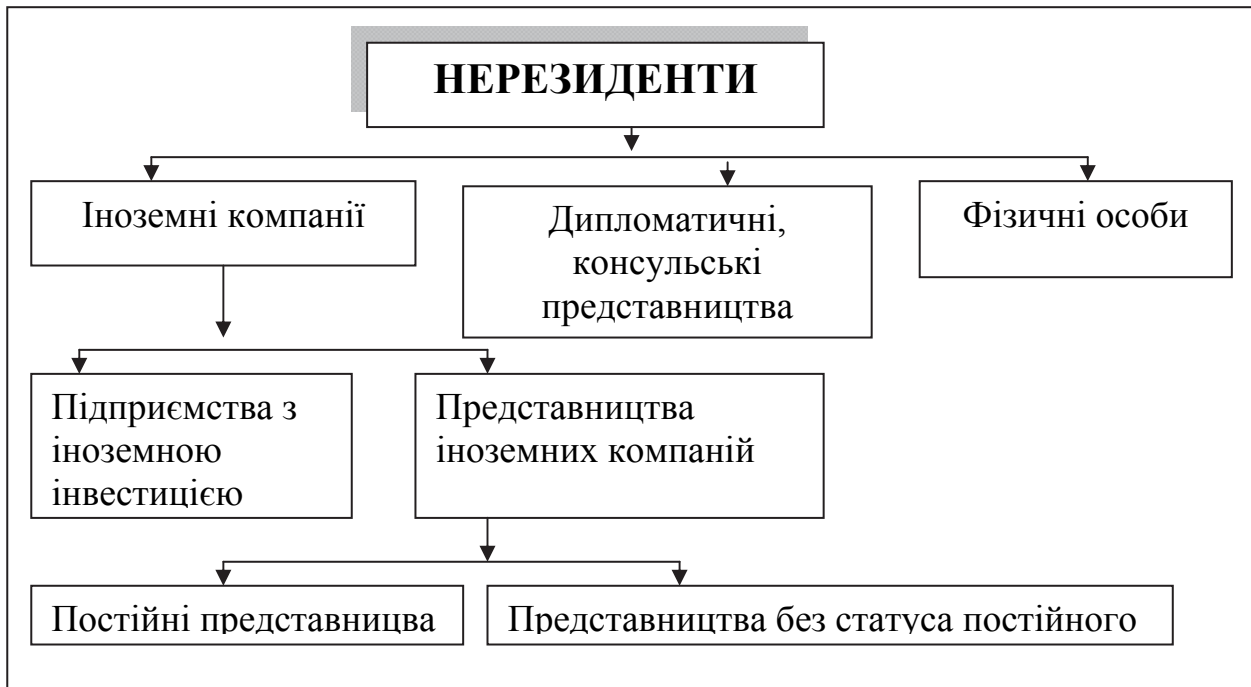 НЕРЕЗИДЕНТИ
Іноземні компанії
Дипломатичні,
консульські
представництва
Фізичні особи
Підприємства з
іноземною
інвестицією
Представництва
іноземних компаній
Постійні представницва
Представництва без статуса постійного